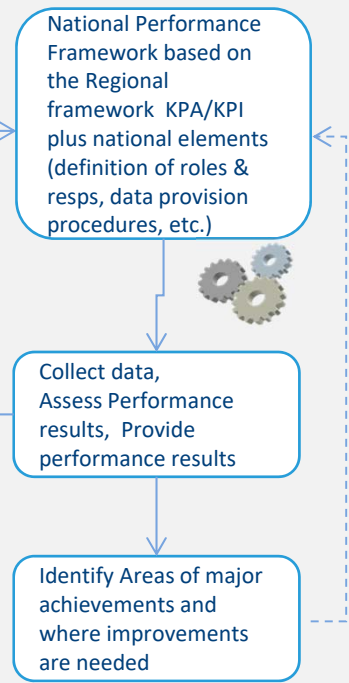 National Performance
Framework based on
the Regional
framework  KPA/KPI
plus national elements
(definition of roles &
resps, data provision
procedures, etc.)
Collect data,
Assess Performance
results,  Provide
performance results
Identify Areas of major
achievements and
where improvements
are needed